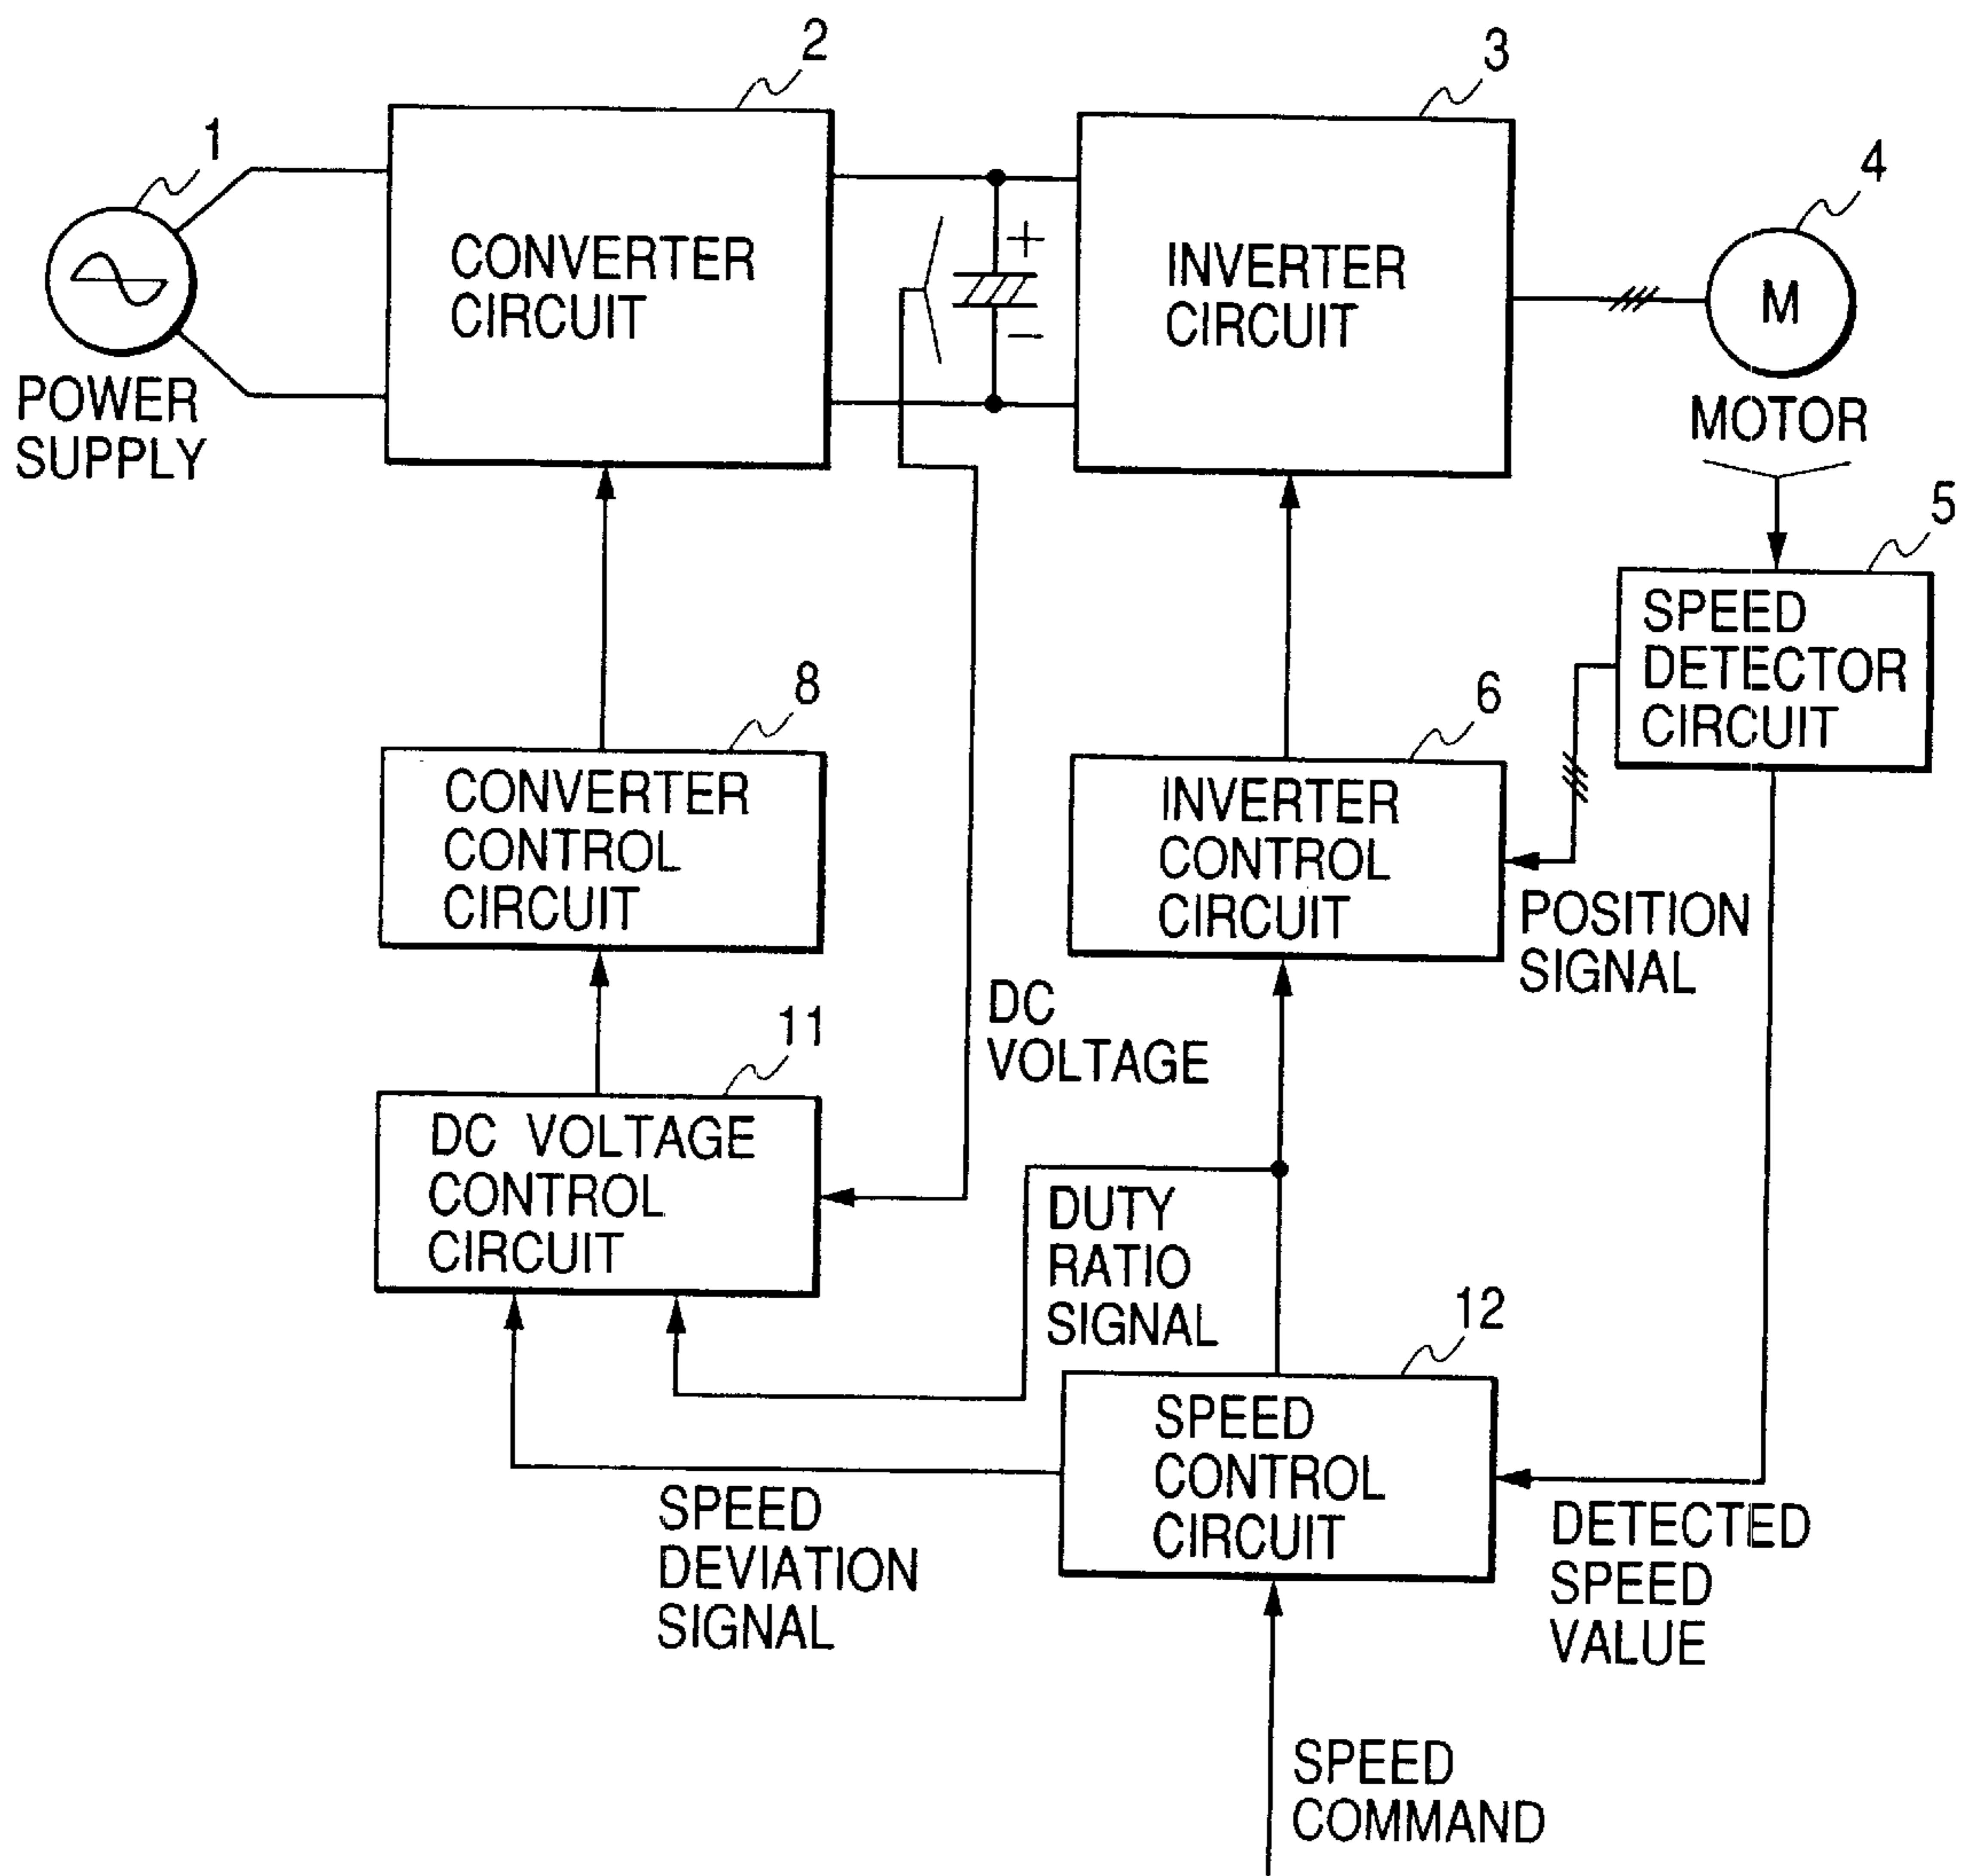 2
3
1
4
CONVERTER
CIRCUIT
+
−
INVERTER
CIRCUIT
M
POWER
SUPPLY
MOTOR
5
SPEED
DETECTOR
CIRCUIT
8
6
CONVERTER
CONTROL
CIRCUIT
INVERTER
CONTROL
CIRCUIT
POSITION
SIGNAL
DC
VOLTAGE
11
DC VOLTAGE
CONTROL
CIRCUIT
DUTY
RATIO
SIGNAL
12
SPEED
CONTROL
CIRCUIT
SPEED
DEVIATION
SIGNAL
DETECTED
SPEED
VALUE
SPEED
COMMAND